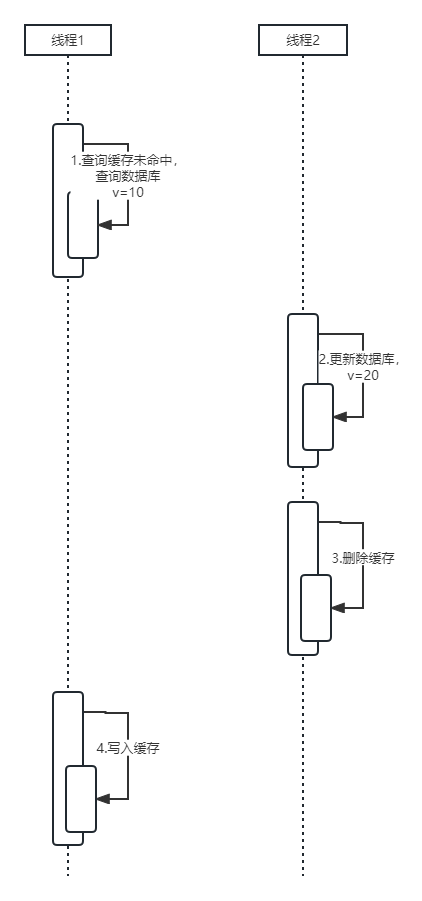 线程1
线程2
1.查询缓存未命中，
查询数据库
v=10
2.更新数据库，
v=20
3.删除缓存
4.写入缓存